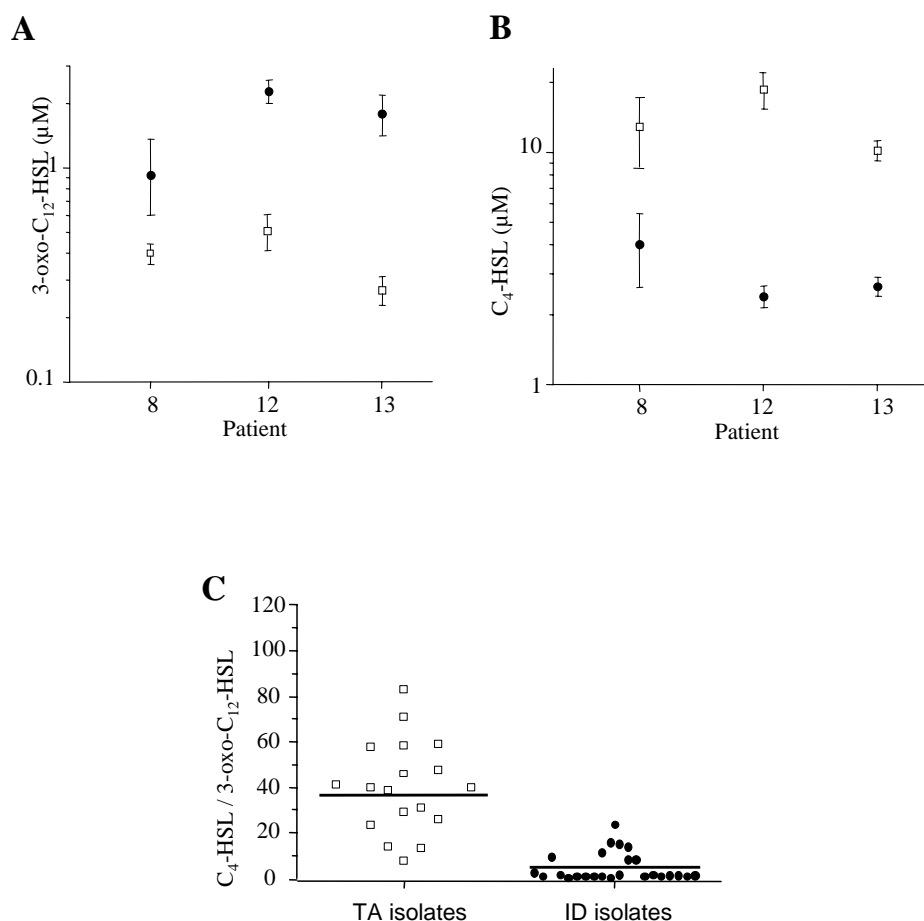 A
3-oxo-C12-HSL (µM)
1
0.1
8 12 13
Patient
B
C4-HSL (µM)
10
1
8 12 13
Patient
C
C4-HSL / 3-oxo-C12-HSL
120
100
80
60
40
20
0
TA isolates ID isolates